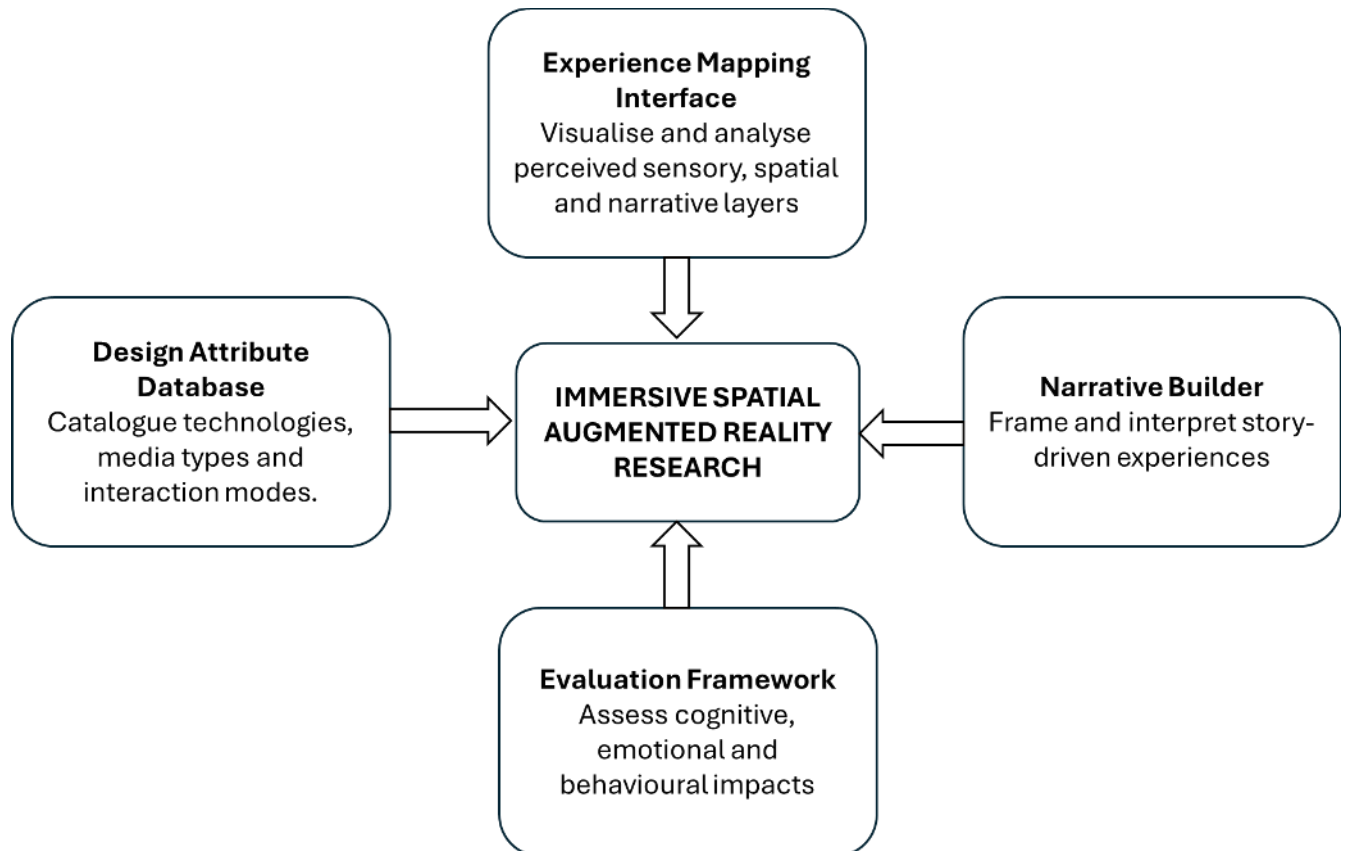 Experience Mapping
Interface
Visualise and analyse
perceived sensory, spatial
and narrative layers
Design Attribute
Database
Catalogue technologies,
media types and
interaction modes.
IMMERSIVE SPATIAL
AUGMENTED REALITY
RESEARCH
Narrative Builder
Frame and interpret story-
driven experiences
Evaluation Framework
Assess cognitive,
emotional and
behavioural impacts